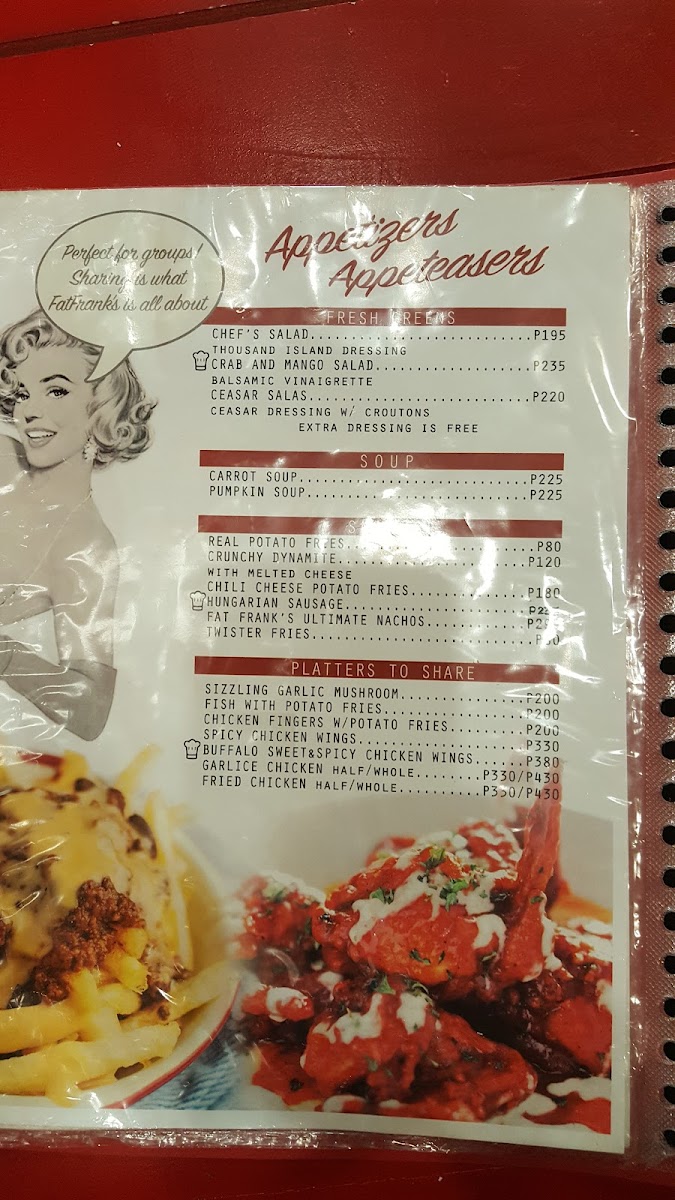 Perfect for groups!
Sharing is what
FatFrank's is all about
Appetizers
Appeteasers
FRESH GREENS
CHEF'S SALAD............................P195
THOUSAND ISLAND DRESSING
CRAB AND MANGO SALAD....................P235
BALSAMIC VINAIGRETTE
CEASAR SALAS............................P220
CEASAR DRESSING W/ CROUTONS
EXTRA DRESSING IS FREE
SOUP
CARROT SOUP.............................P225
PUMPKIN SOUP............................P225
REAL POTATO FRIES.......................P80
CRUNCHY DYNAMITE........................P120
WITH MELTED CHEESE
CHILI CHEESE POTATO FRIES...............P180
HUNGARIAN SAUSAGE.......................
FAT FRANK'S ULTIMATE NACHOS.............
TWISTER FRIES...........................
PLATTERS TO SHARE
SIZZLING GARLIC MUSHROOM................P200
FISH WITH POTATO FRIES..................P200
CHICKEN FINGERS W/POTATO FRIES..........P200
SPICY CHICKEN WINGS.....................P330
BUFFALO SWEET&SPICY CHICKEN WINGS.......P380
GARLICE CHICKEN HALF/WHOLE........P330/P430
FRIED CHICKEN HALF/WHOLE..........P330/P430